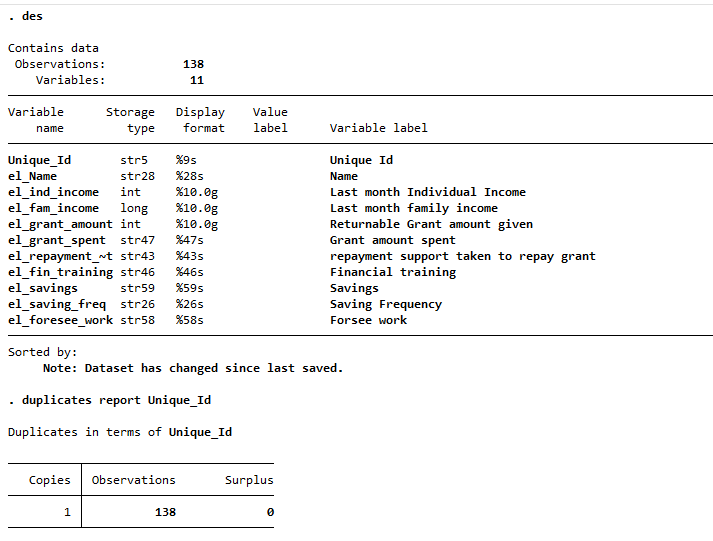 . des
Contains data
Observations: 138
Variables: 11
Variable Storage Display Value
name type format label Variable label
Unique_Id str5 %9s Unique Id
el_Name str28 %28s Name
el_ind_income int %10.0g Last month Individual Income
el_fam_income long %10.0g Last month family income
el_grant_amount int %10.0g Returnable Grant amount given
el_grant_spent str47 %47s Grant amount spent
el_repayment_~t str43 %43s repayment support taken to repay grant
el_fin_training str46 %46s Financial training
el_savings str59 %59s Savings
el_saving_freq str26 %26s Saving Frequency
el_foresee_work str58 %58s Forsee work
Sorted by:
Note: Dataset has changed since last saved.
. duplicates report Unique_Id
Duplicates in terms of Unique_Id
Copies Observations Surplus
1 138 0